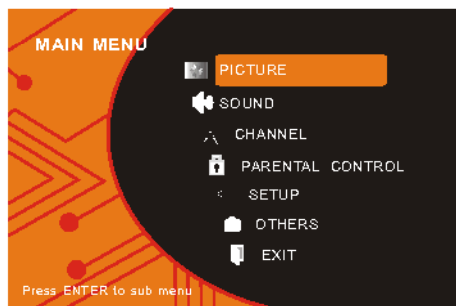 MAIN MENU
PICTURE
SOUND
CHANNEL
PARENTAL CONTROL
SETUP
OTHERS
EXIT
Press ENTER to sub menu